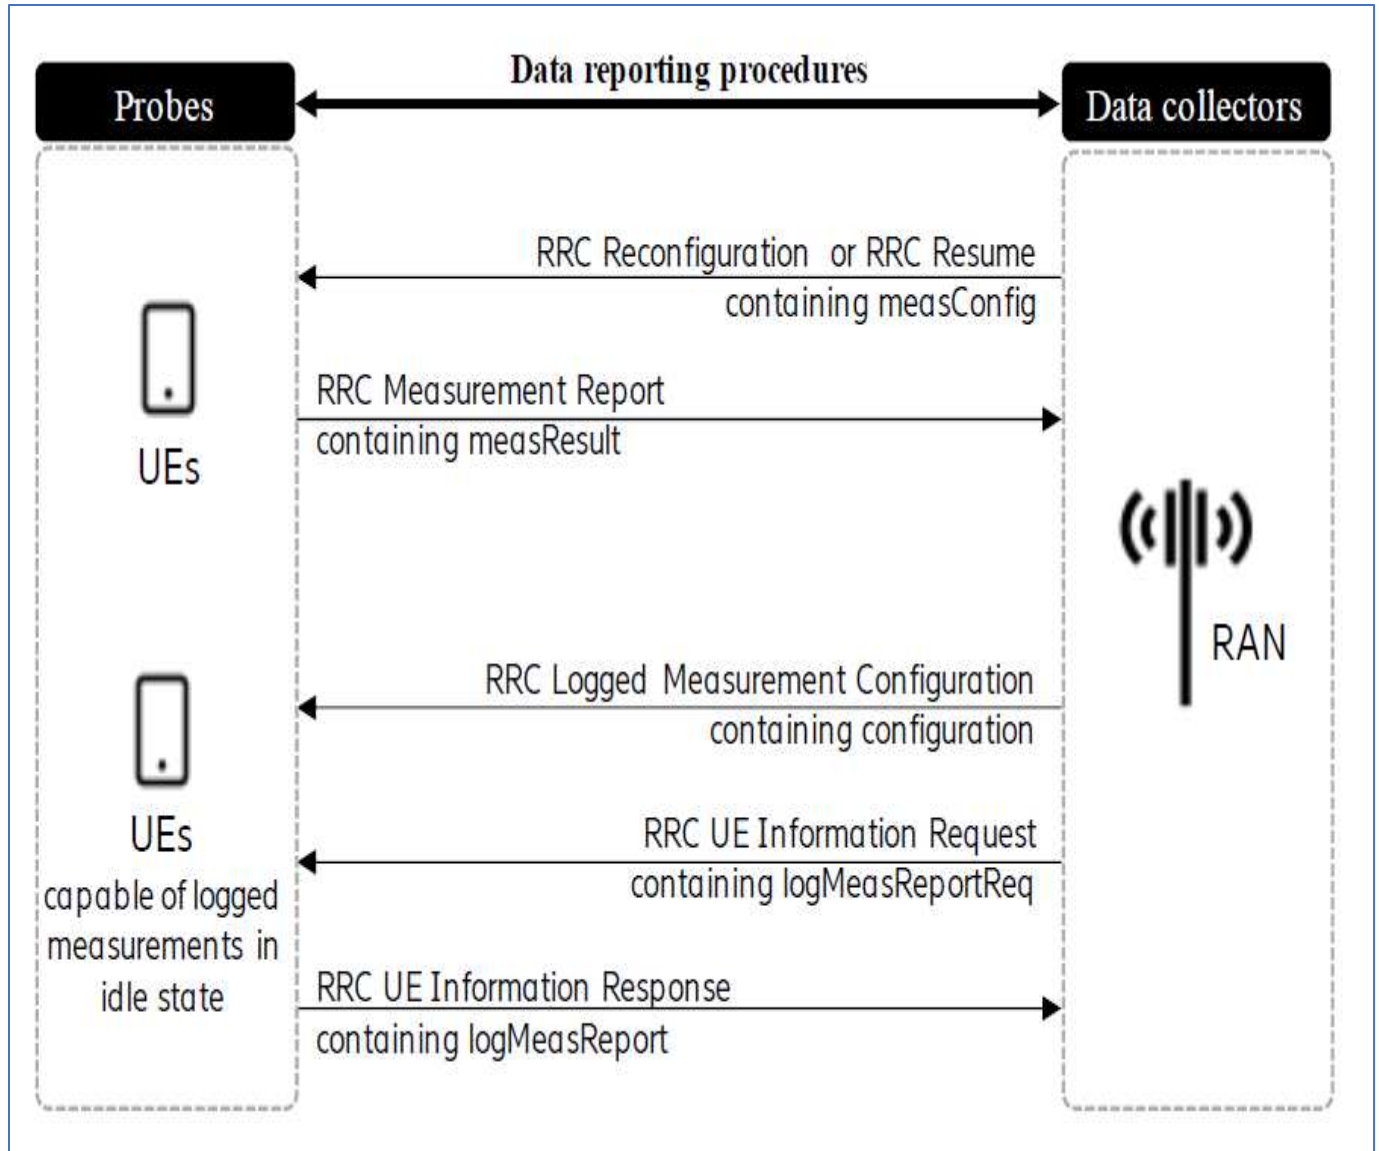 Data reporting procedures
Probes
Data collectors
RRC Reconfiguration or RRC Resume
containing measConfig
RRC Measurement Report
containing measResult
UEs
RAN
RRC Logged Measurement Configuration
containing configuration
UEs
capable of logged
measurements in
idle state
RRC UE Information Request
containing logMeasReportReq
RRC UE Information Response
containing logMeasReport